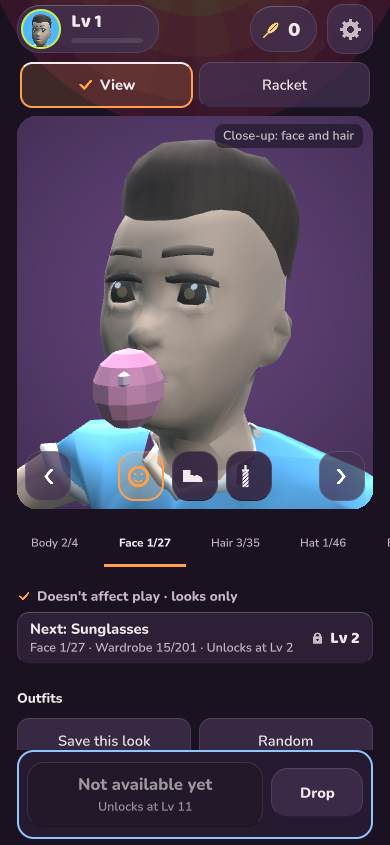 Lv 1
0
View
Racket
Close-up: face and hair
Body 2/4
Face 1/27
Hair 3/35
Hat 1/46
Doesn't affect play · looks only
Next: Sunglasses
Face 1/27 · Wardrobe 15/201 · Unlocks at Lv 2
Lv 2
Outfits
Save this look
Random
Not available yet
Unlocks at Lv 11
Drop